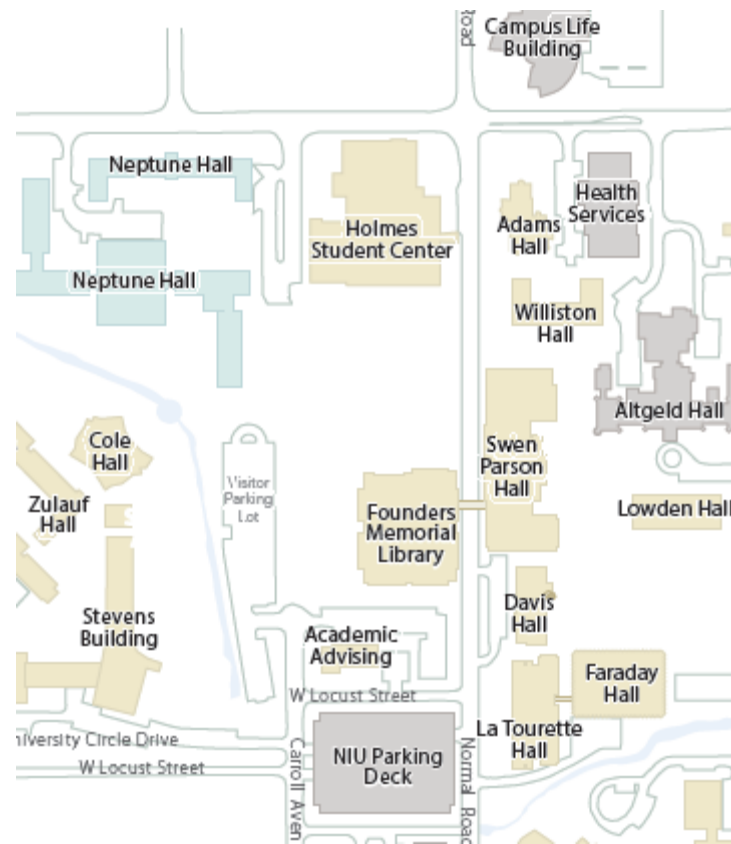 Road
Campus Life
Building
Neptune Hall
Holmes
Student Center
Adams
Hall
Health
Services
Neptune Hall
Williston
Hall
Altgeld Hall
Cole
Hall
Swen
Parson
Hall
Visitor
Parking
Lot
Zulauf
Hall
Founders
Memorial
Library
Lowden Hall
Stevens
Building
Davis
Hall
Academic
Advising
Faraday
Hall
W Locust Street
La Tourette
Hall
niversity Circle Drive
W Locust Street
NIU Parking
Deck
Carroll Aven
Normal Road